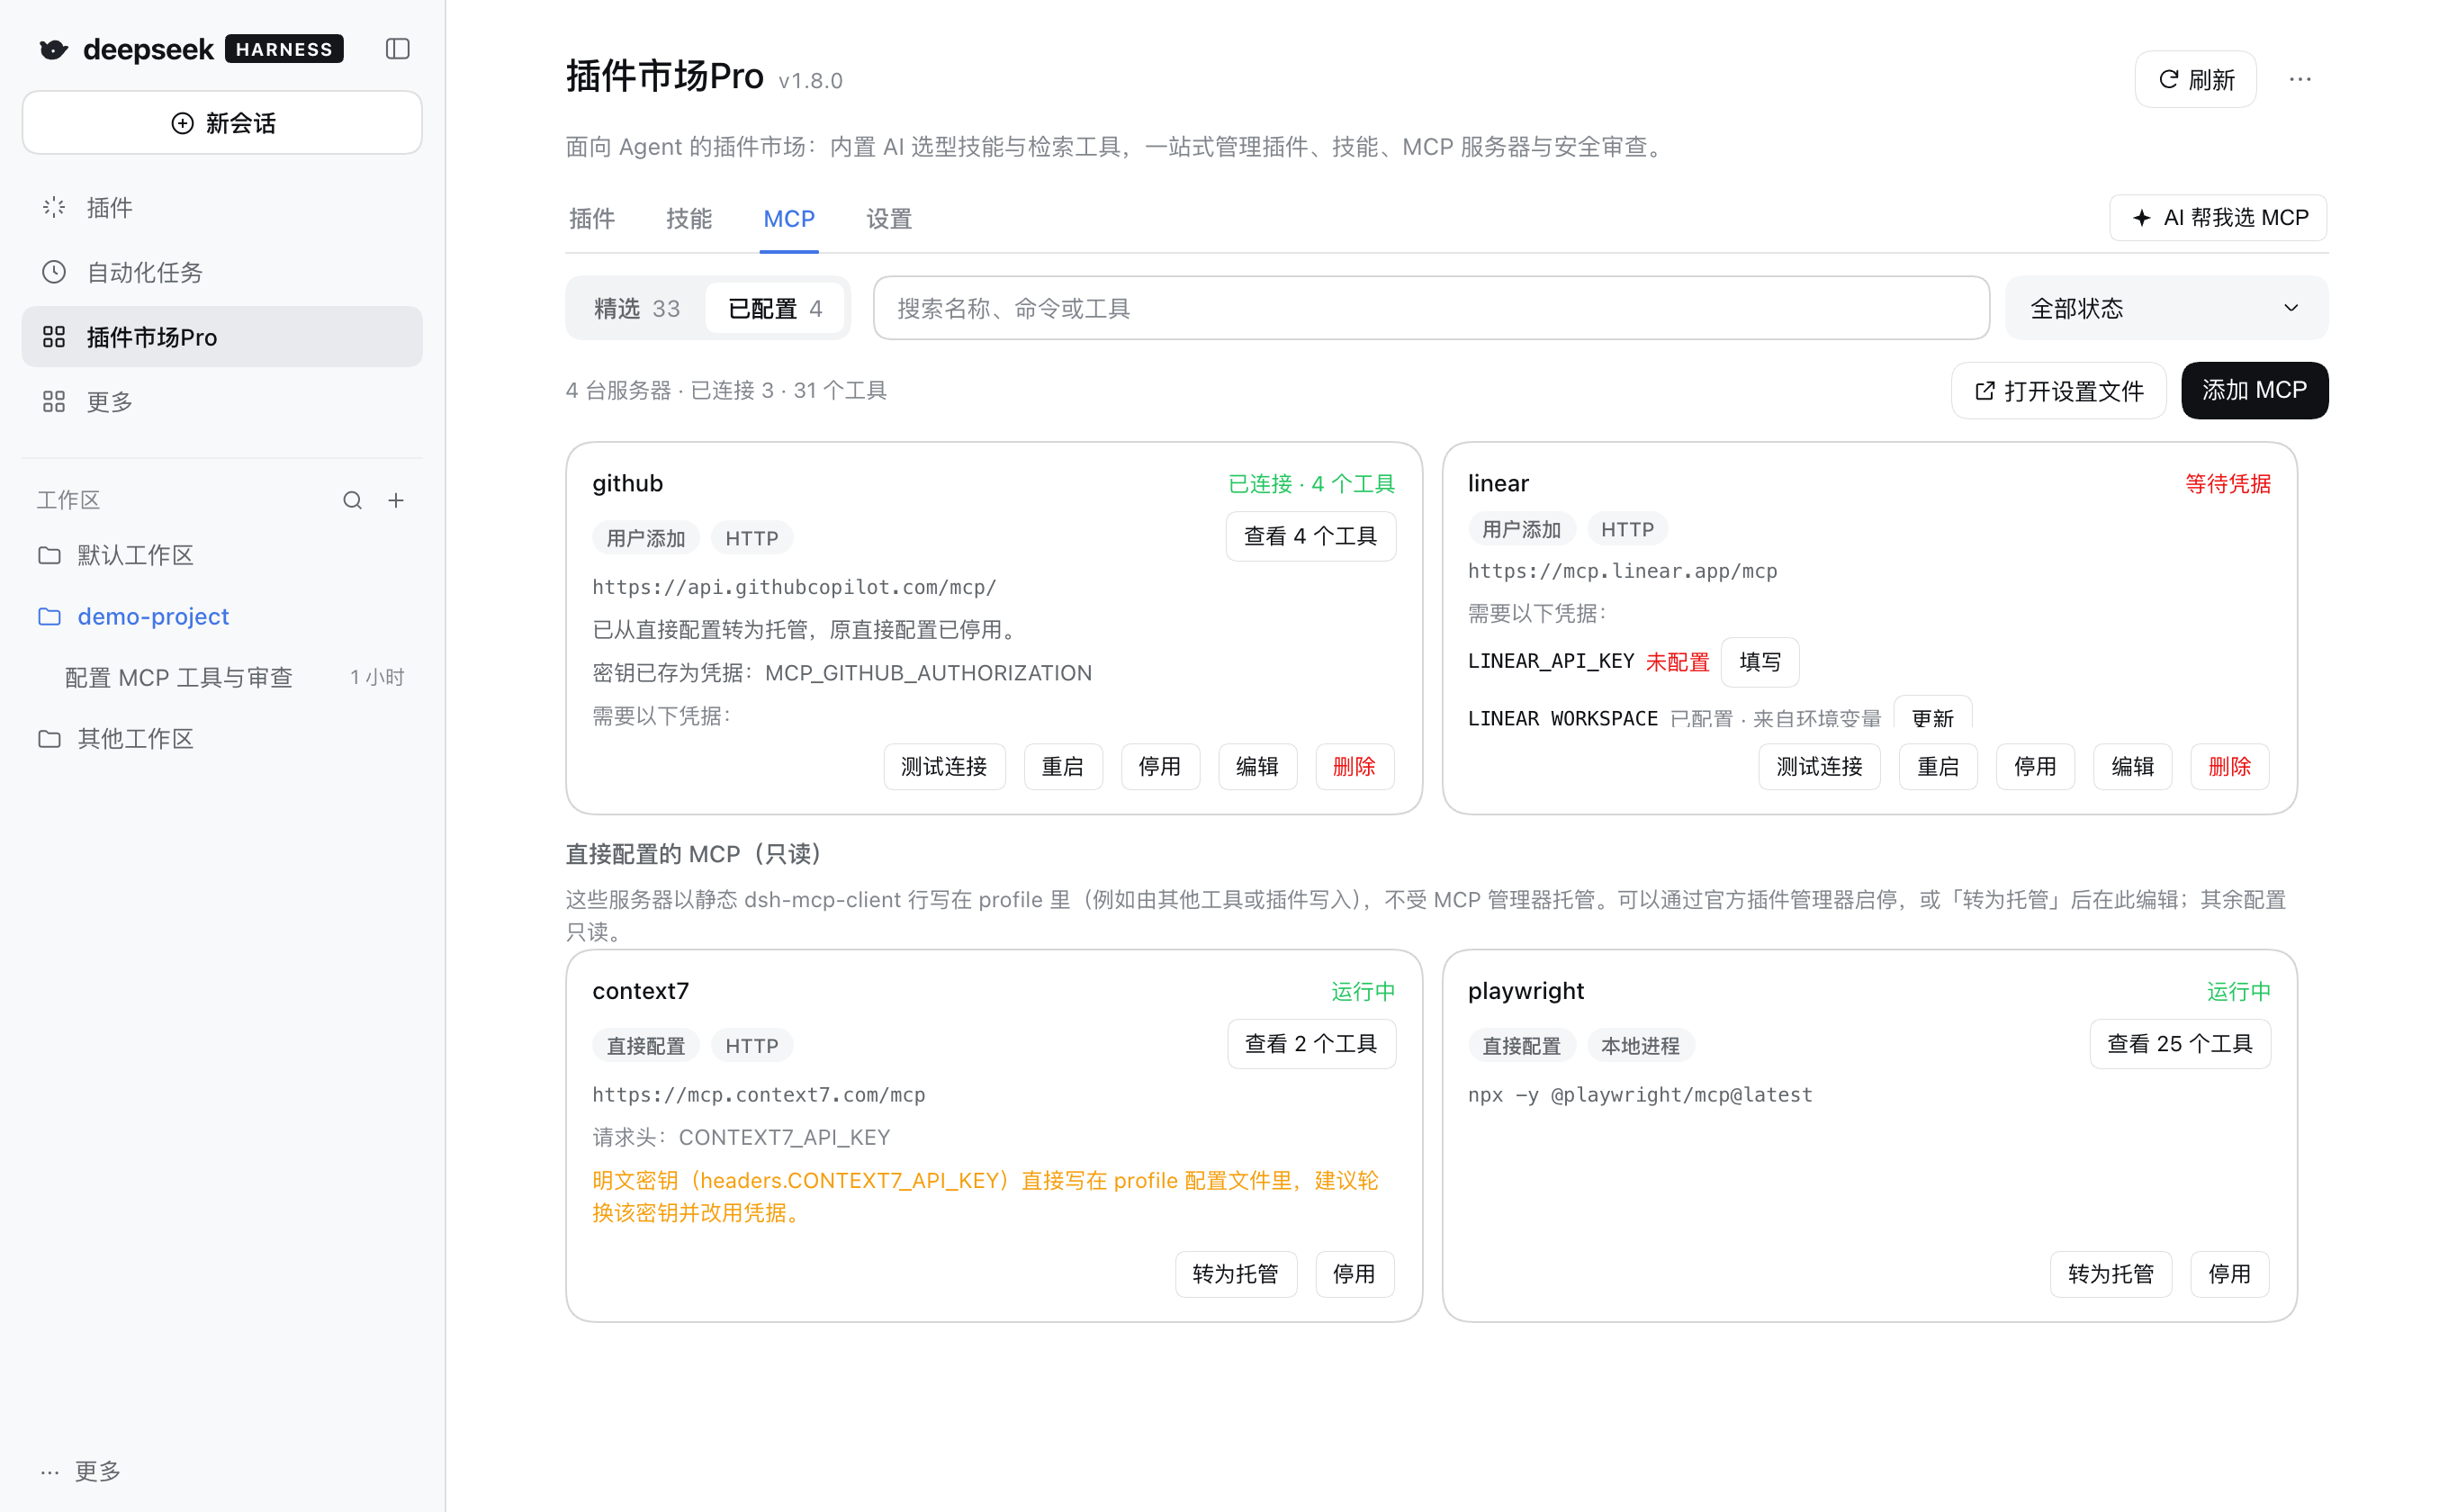 deepseek HARNESS
新会话
插件
自动化任务
插件市场Pro
更多
工作区
默认工作区
demo-project
配置 MCP 工具与审查 1 小时
其他工作区
更多
插件市场Pro v1.8.0
刷新
面向 Agent 的插件市场：内置 AI 选型技能与检索工具，一站式管理插件、技能、MCP 服务器与安全审查。
插件 技能 MCP 设置
AI 帮我选 MCP
精选 33 已配置 4
搜索名称、命令或工具
全部状态
4 台服务器 · 已连接 3 · 31 个工具
打开设置文件
添加 MCP
github
已连接 · 4 个工具
用户添加 HTTP
查看 4 个工具
https://api.githubcopilot.com/mcp/
已从直接配置转为托管，原直接配置已停用。
密钥已存为凭据：MCP_GITHUB_AUTHORIZATION
需要以下凭据：
测试连接 重启 停用 编辑 删除
linear
等待凭据
用户添加 HTTP
https://mcp.linear.app/mcp
需要以下凭据：
LINEAR_API_KEY 未配置 填写
LINEAR WORKSPACE 已配置 · 来自环境变量 更新
测试连接 重启 停用 编辑 删除
直接配置的 MCP（只读）
这些服务器以静态 dsh-mcp-client 行写在 profile 里（例如由其他工具或插件写入），不受 MCP 管理器托管。可以通过官方插件管理器启停，或「转为托管」后在此编辑；其余配置
只读。
context7
运行中
直接配置 HTTP
查看 2 个工具
https://mcp.context7.com/mcp
请求头：CONTEXT7_API_KEY
明文密钥（headers.CONTEXT7_API_KEY）直接写在 profile 配置文件里，建议轮
换该密钥并改用凭据。
转为托管 停用
playwright
运行中
直接配置 本地进程
查看 25 个工具
npx -y @playwright/mcp@latest
转为托管 停用